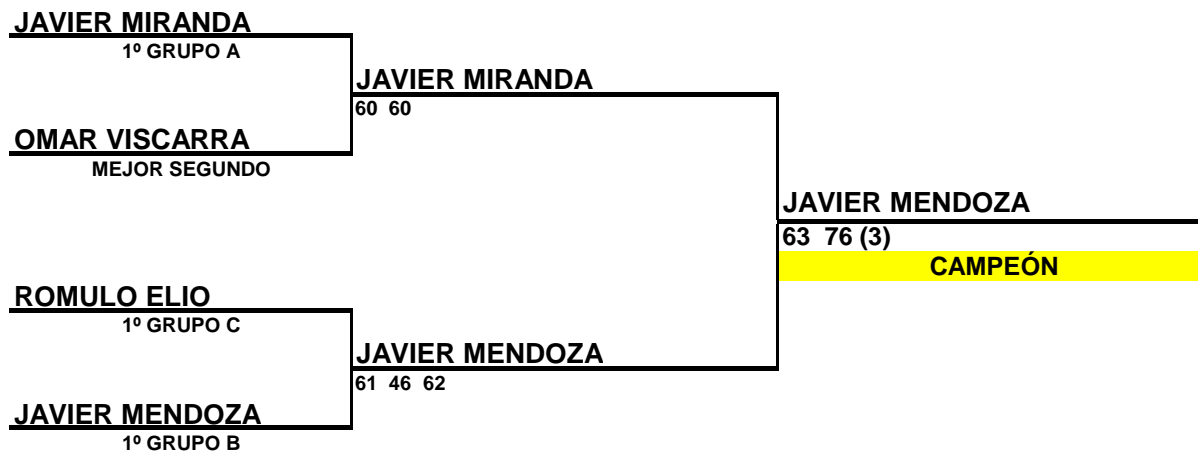 JAVIER MIRANDA
1º GRUPO A
JAVIER MIRANDA
60 60
OMAR VISCARRA
MEJOR SEGUNDO
JAVIER MENDOZA
63 76 (3)
CAMPEÓN
ROMULO ELIO
1º GRUPO C
JAVIER MENDOZA
61 46 62
JAVIER MENDOZA
1º GRUPO B